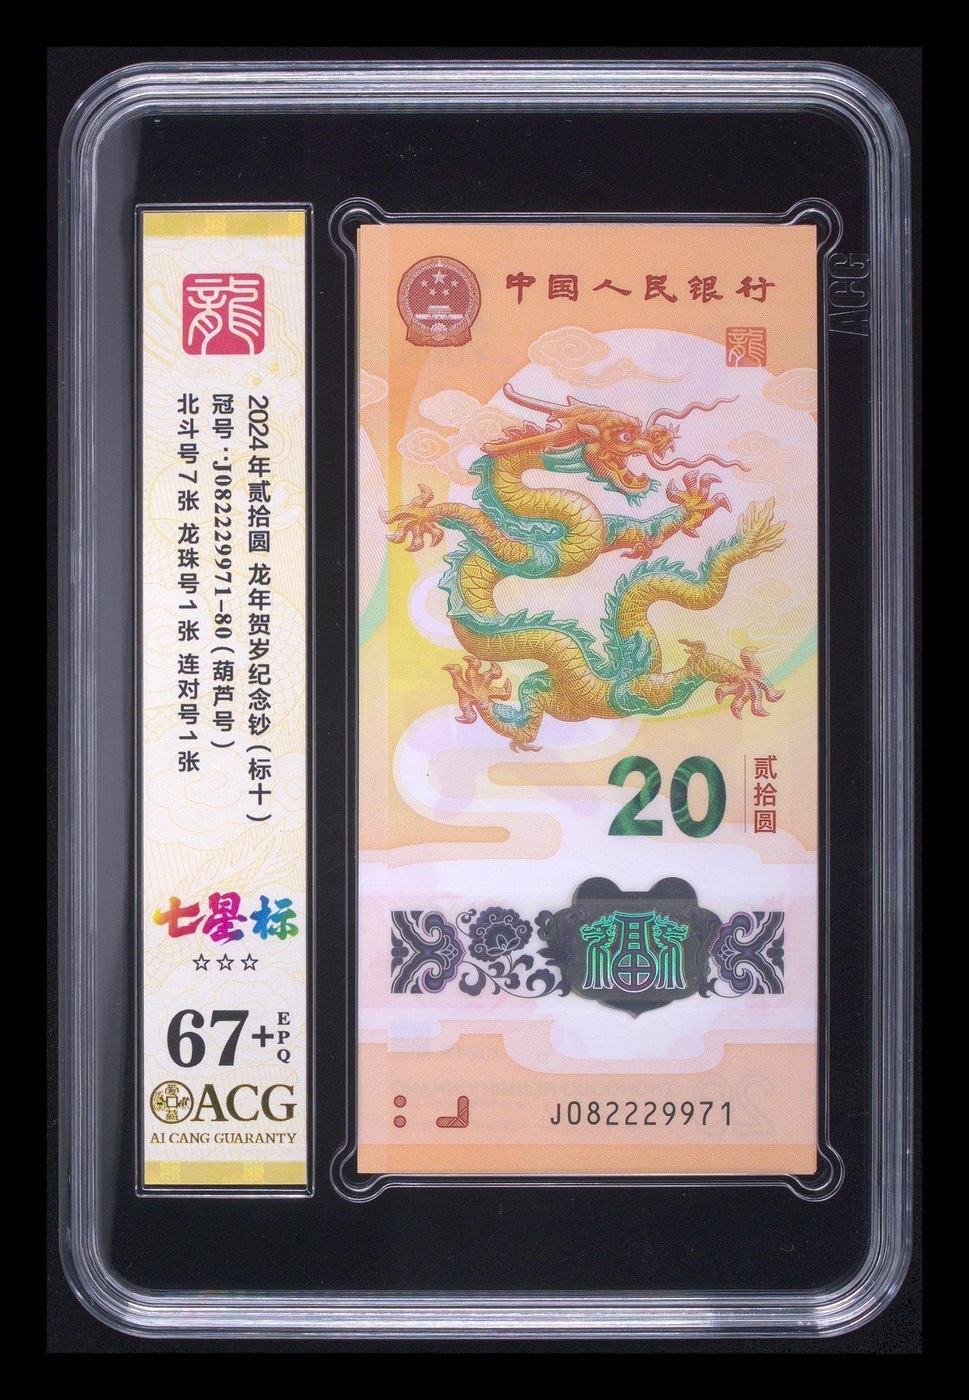 龍
2024年贰拾圆 龙年贺岁纪念钞(标十)
冠号:J082229971-80(葫芦号)
北斗号7张 龙珠号1张 连对号1张
七星标
☆☆☆
67+EPQ
ACG
AI CANG GUARANTY
中国人民银行
龍
20
贰拾圆
J082229971
ACG